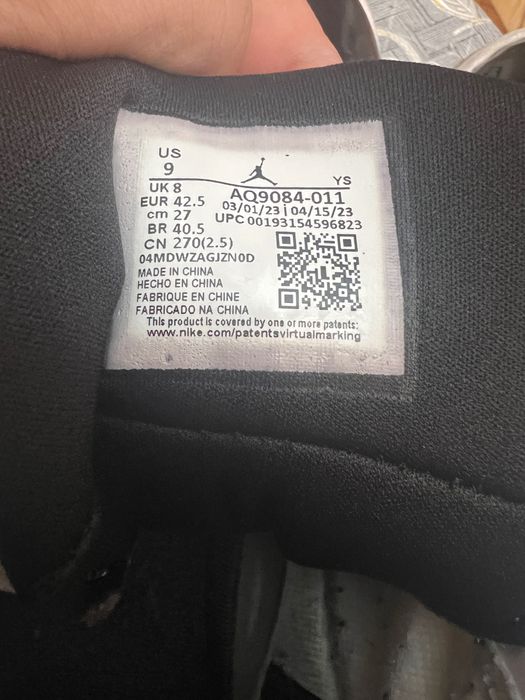 US
9
YS
UK 8
EUR 42.5
cm 27
BR 40.5
CN 270(2.5)
AQ9084-011
03/01/23 | 04/15/23
UPC 00193154596823
04MDWZAGJZN0D
MADE IN CHINA
HECHO EN CHINA
FABRIQUE EN CHINE
FABRICADO NA CHINA
This product is covered by one or more patents:
www.nike.com/patentsvirtualmarking